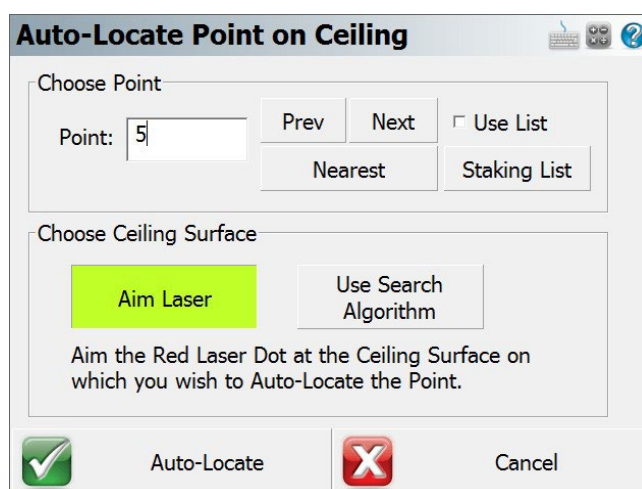 Auto-Locate Point on Ceiling
Choose Point
Point: 5 Prev Next Use List
Nearest Staking List
Choose Ceiling Surface
Aim Laser Use Search
Algorithm
Aim the Red Laser Dot at the Ceiling Surface on
which you wish to Auto-Locate the Point.
Auto-Locate Cancel